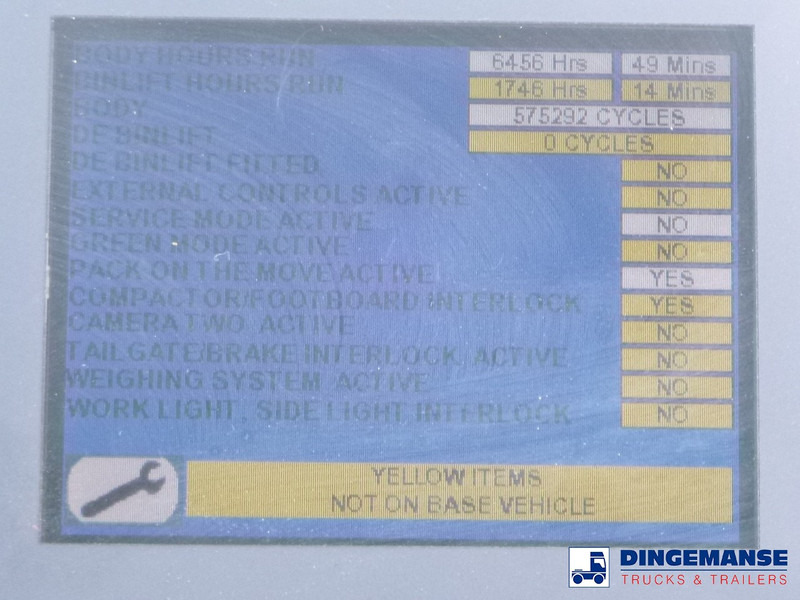 BODY HOURS RUN 6456 Hrs 49 Mins
BINLIFT HOURS RUN 1746 Hrs 14 Mins
BODY 575292 CYCLES
DE BINLIFT 0 CYCLES
DE BINLIFT FITTED NO
EXTERNAL CONTROLS ACTIVE NO
SERVICE MODE ACTIVE NO
GREEN MODE ACTIVE NO
PACK ON THE MOVE ACTIVE YES
COMPACTOR/FOOTBOARD INTERLOCK YES
CAMERA TWO ACTIVE NO
TAILGATE/BRAKE INTERLOCK ACTIVE NO
WEIGHING SYSTEM ACTIVE NO
WORK LIGHT, SIDE LIGHT INTERLOCK NO
YELLOW ITEMS
NOT ON BASE VEHICLE
DINGEMANSE
TRUCKS & TRAILERS